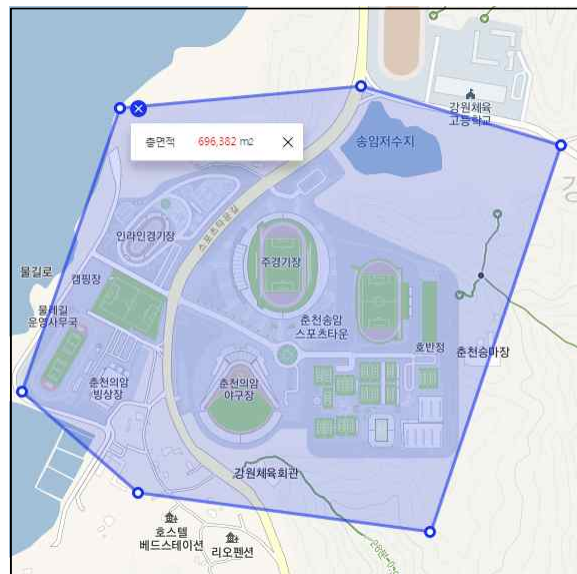 강원체육
고등학교
총면적 696,382 m2
송암저수지
스포츠타운길
인라인경기장
주경기장
물길로
캠핑장
물레길
운영사무국
춘천송암
스포츠타운
호반정
춘천승마장
춘천의암
빙상장
춘천의암
야구장
강원체육회관
호스텔
베드스테이션
리오펜션
강